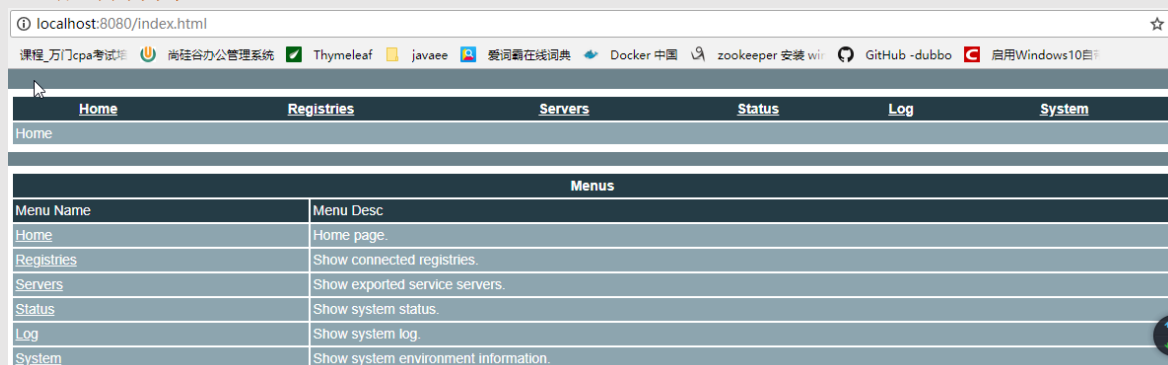 localhost:8080/index.html
课程_万门cpa考试培 尚硅谷办公管理系统 Thymeleaf javaee 爱词霸在线词典 Docker 中国 zookeeper 安装 win GitHub -dubbo 启用Windows10自带
Home Registries Servers Status Log System
Home
Menus
Menu Name Menu Desc
Home Home page.
Registries Show connected registries.
Servers Show exported service servers.
Status Show system status.
Log Show system log.
System Show system environment information.